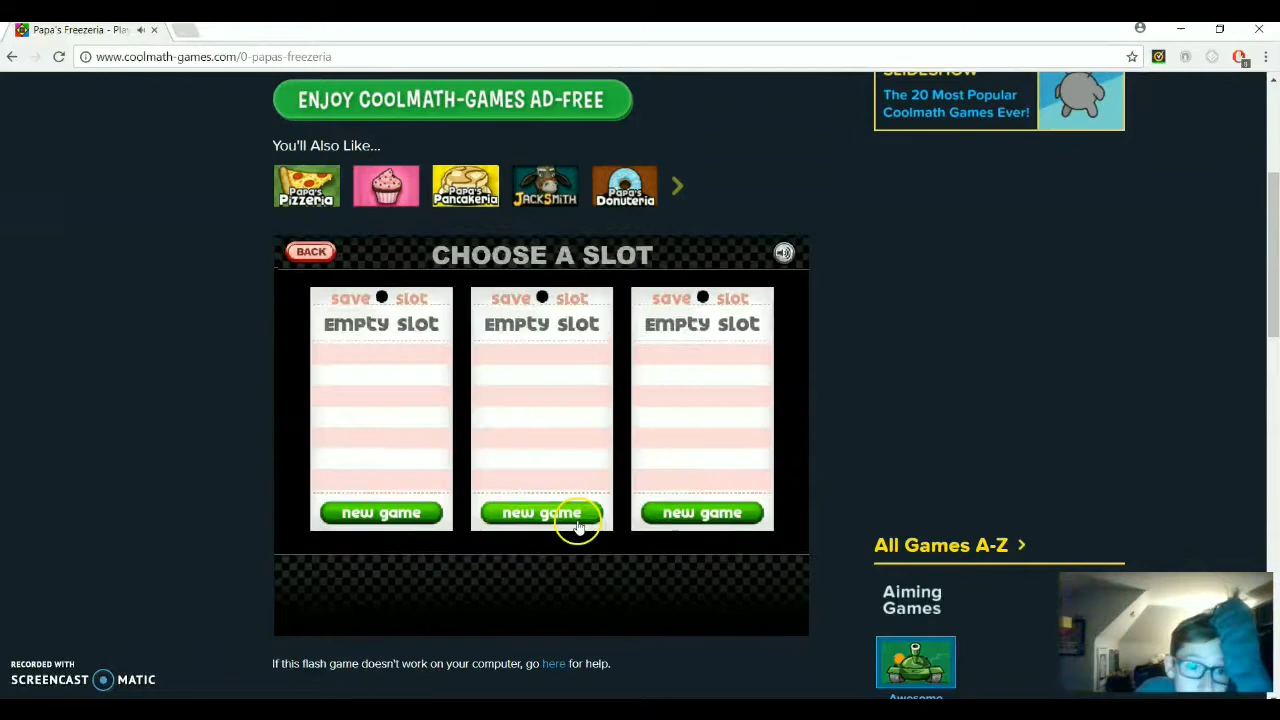 Papa's Freezeria - Pla
www.coolmath-games.com/0-papas-freezeria
ENJOY COOLMATH-GAMES AD-FREE
SLIDESHOW
The 20 Most Popular
Coolmath Games Ever!
You'll Also Like...
Papa's
Pizzeria
Papa's
Pancakeria
JACKSMITH
Papa's
Donuteria
BACK
CHOOSE A SLOT
save slot
save slot
save slot
Empty slot
Empty slot
Empty slot
new game
new game
new game
All Games A-Z
Aiming
Games
Awesome
If this flash game doesn't work on your computer, go here for help.
RECORDED WITH
SCREENCAST MATIC